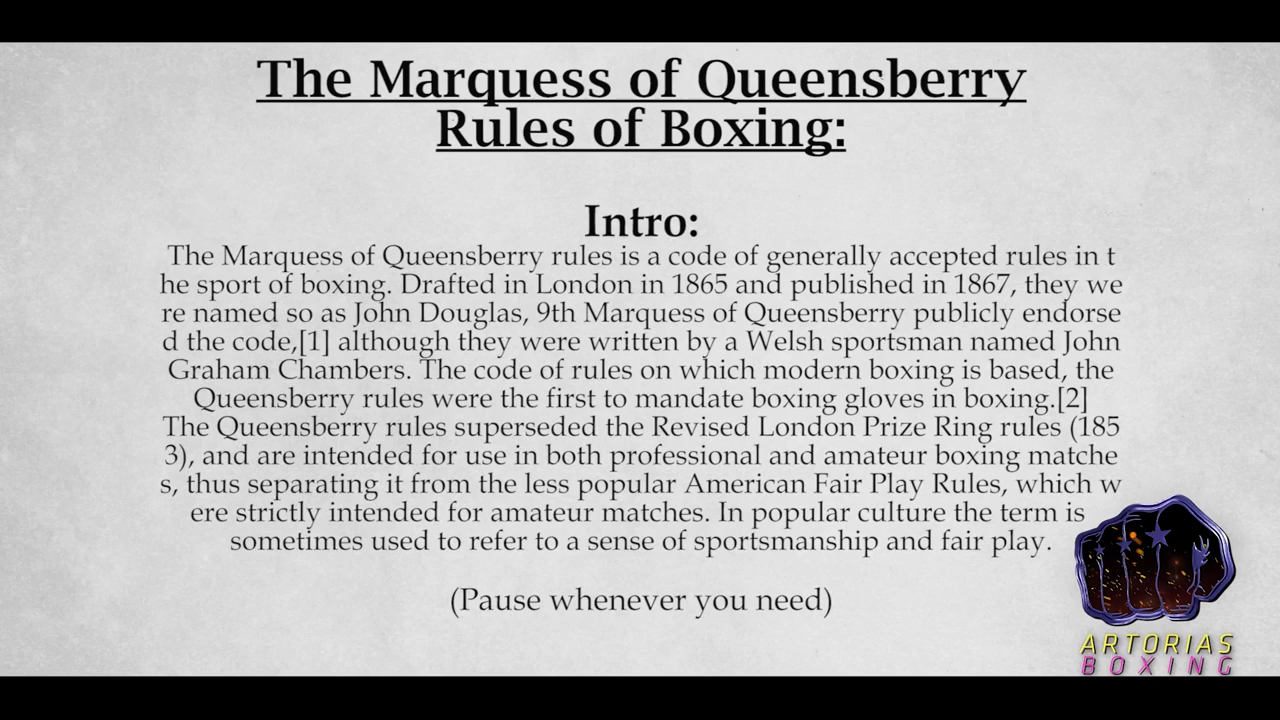 The Marquess of Queensberry
Rules of Boxing:
Intro:
The Marquess of Queensberry rules is a code of generally accepted rules in t
he sport of boxing. Drafted in London in 1865 and published in 1867, they we
re named so as John Douglas, 9th Marquess of Queensberry publicly endorse
d the code,[1] although they were written by a Welsh sportsman named John
Graham Chambers. The code of rules on which modern boxing is based, the
Queensberry rules were the first to mandate boxing gloves in boxing.[2]
The Queensberry rules superseded the Revised London Prize Ring rules (185
3), and are intended for use in both professional and amateur boxing matche
s, thus separating it from the less popular American Fair Play Rules, which w
ere strictly intended for amateur matches. In popular culture the term is
sometimes used to refer to a sense of sportsmanship and fair play.
(Pause whenever you need)
ARTORIAS
BOXING